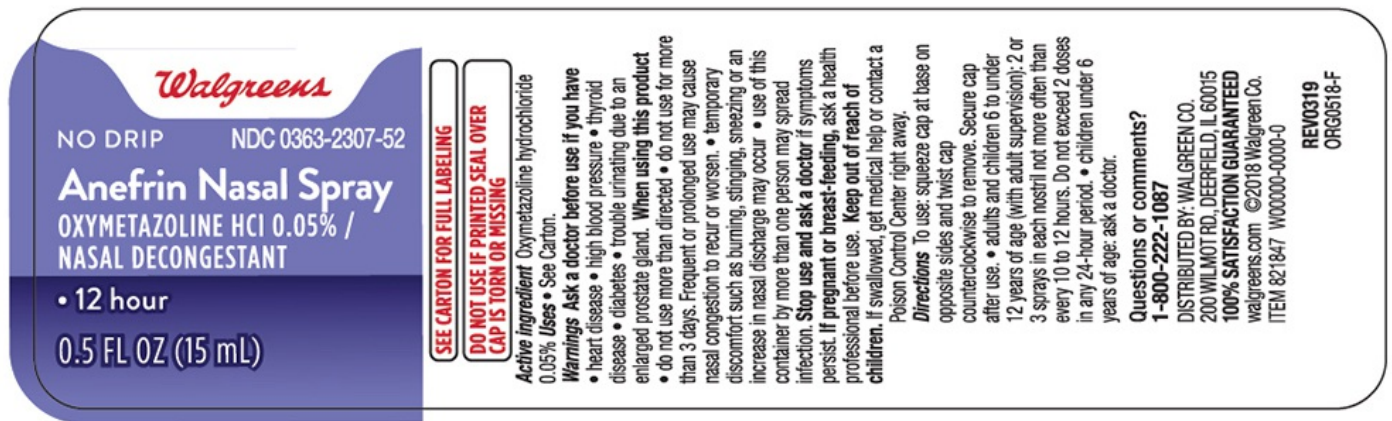 Walgreens
NO DRIP NDC 0363-2307-52
Anefrin Nasal Spray
OXYMETAZOLINE HCl 0.05% /
NASAL DECONGESTANT
• 12 hour
0.5 FL OZ (15 mL)
SEE CARTON FOR FULL LABELING
DO NOT USE IF PRINTED SEAL OVER
CAP IS TORN OR MISSING
Active ingredient Oxymetazoline hydrochloride
0.05% Uses • See Carton.
Warnings Ask a doctor before use if you have
• heart disease • high blood pressure • thyroid
disease • diabetes • trouble urinating due to an
enlarged prostate gland. When using this product
• do not use more than directed • do not use for more
than 3 days. Frequent or prolonged use may cause
nasal congestion to recur or worsen. • temporary
discomfort such as burning, stinging, sneezing or an
increase in nasal discharge may occur • use of this
container by more than one person may spread
infection. Stop use and ask a doctor if symptoms
persist. If pregnant or breast-feeding, ask a health
professional before use. Keep out of reach of
children. If swallowed, get medical help or contact a
Poison Control Center right away.
Directions To use: squeeze cap at base on
opposite sides and twist cap
counterclockwise to remove. Secure cap
after use. • adults and children 6 to under
12 years of age (with adult supervision): 2 or
3 sprays in each nostril not more often than
every 10 to 12 hours. Do not exceed 2 doses
in any 24-hour period. • children under 6
years of age: ask a doctor.
Questions or comments?
1-800-222-1087
DISTRIBUTED BY: WALGREEN CO.
200 WILMOT RD, DEERFIELD, IL 60015
100% SATISFACTION GUARANTEED
walgreens.com ©2018 Walgreen Co.
ITEM 821847 W00000-0000-0
REV0319
ORG0518-F